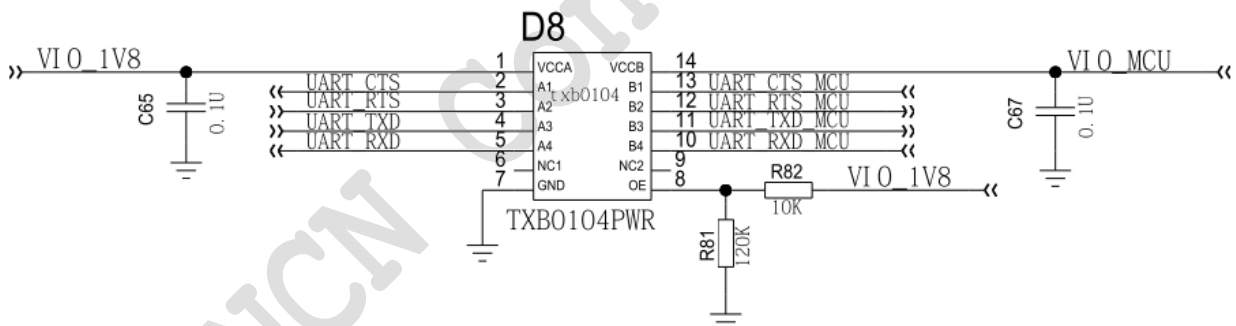 D8
VIO_1V8
1
14
VIO_MCU
VCCA VCCB
UART_CTS 2 A1 B1 13 UART_CTS_MCU
txb0104
UART_RTS 3 A2 B2 12 UART_RTS_MCU
UART_TXD 4 A3 B3 11 UART_TXD_MCU
UART_RXD 5 A4 B4 10 UART_RXD_MCU
6 NC1 NC2 9
7 GND OE 8
C65
0.1U
C67
0.1U
R82
VIO_1V8
10K
TXB0104PWR
R81
120K